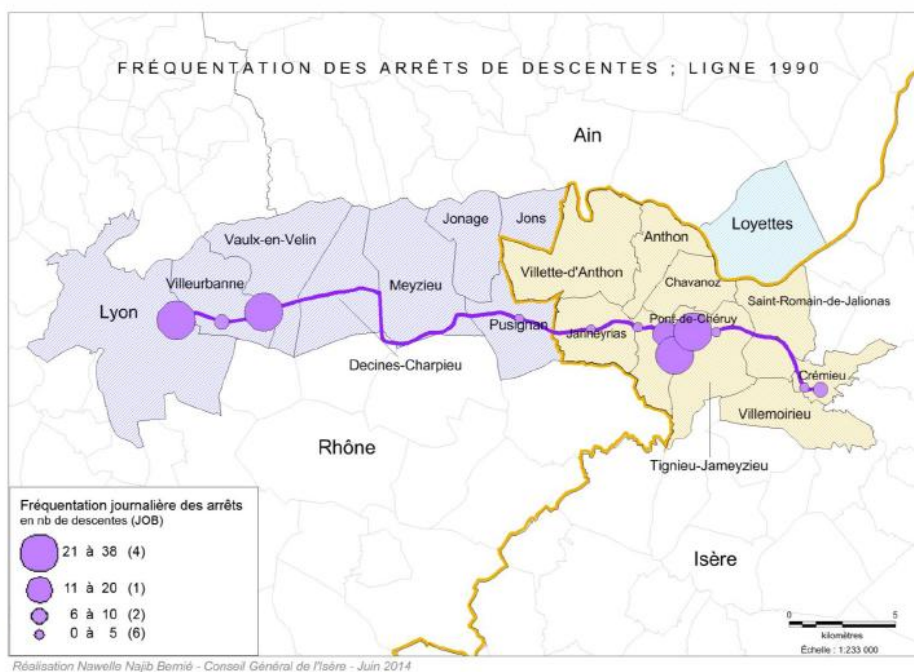 FRÉQUENTATION DES ARRÊTS DE DESCENTES ; LIGNE 1990
Ain
Jonage
Jons
Loyettes
Vaulx-en-Velin
Anthon
Villette-d'Anthon
Chavanoz
Villeurbanne
Meyzieu
Saint-Romain-de-Jalionas
Lyon
Pusignan
Janneyrias
Pont-de-Chéruy
Decines-Charpieu
Crémieu
Villemoirieu
Rhône
Tignieu-Jameyzieu
Isère
Fréquentation journalière des arrêts
en nb de descentes (JOB)
21 à 38 (4)
11 à 20 (1)
6 à 10 (2)
0 à 5 (6)
0 5
kilomètres
Échelle : 1:233 000
Réalisation Nawelle Najib Bernié - Conseil Général de l'Isère - Juin 2014